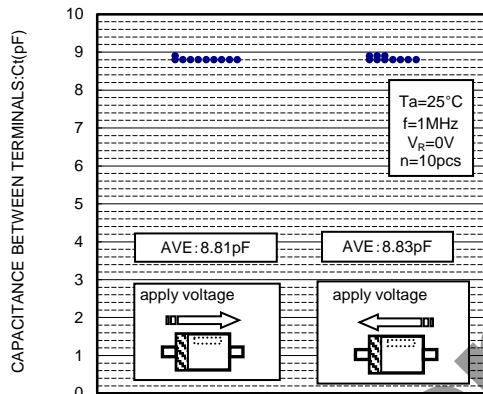 CAPACITANCE BETWEEN TERMINALS:Ct(pF)
10
9
8
7
6
5
4
3
2
1
0
Ta=25°C
f=1MHz
VR=0V
n=10pcs
AVE:8.81pF
AVE:8.83pF
apply voltage
apply voltage